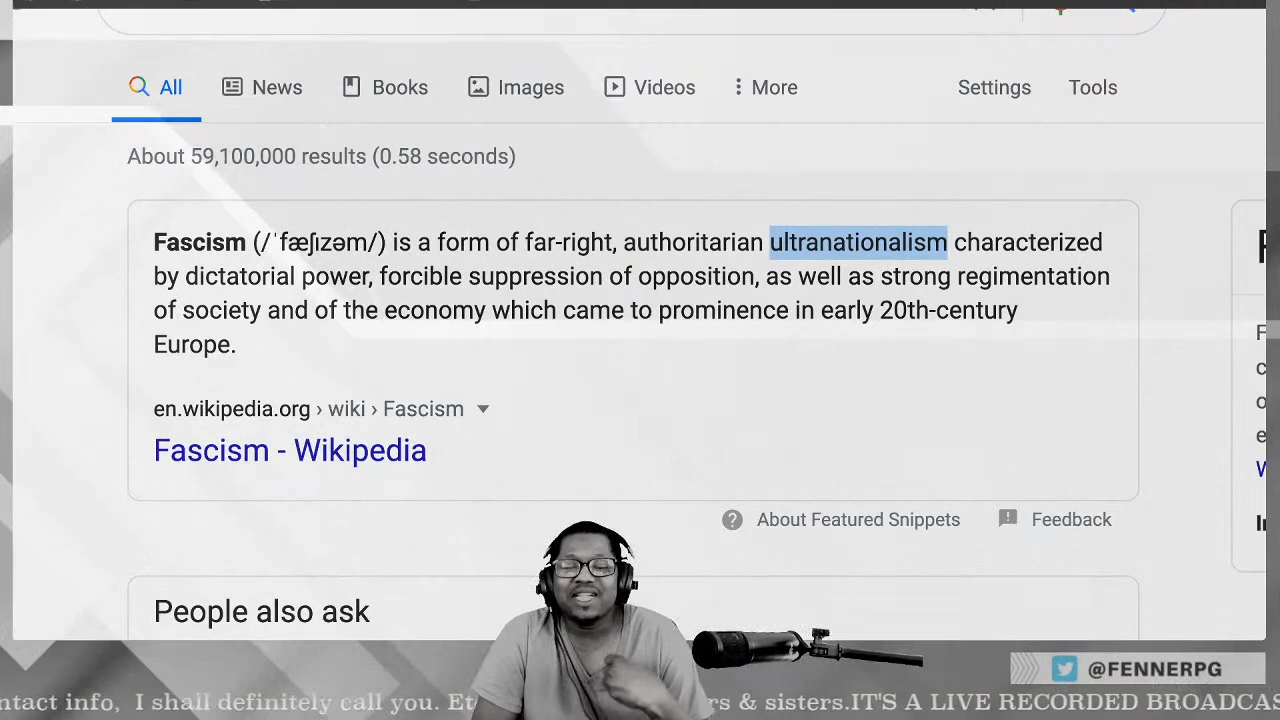 All
News
Books
Images
Videos
More
Settings
Tools
About 59,100,000 results (0.58 seconds)
Fascism (/ˈfæʃɪzəm/) is a form of far-right, authoritarian ultranationalism characterized
by dictatorial power, forcible suppression of opposition, as well as strong regimentation
of society and of the economy which came to prominence in early 20th-century
Europe.
en.wikipedia.org › wiki › Fascism
Fascism - Wikipedia
About Featured Snippets
Feedback
People also ask
@FENNERPG
info, I shall definitely call you. & sisters.IT'S A LIVE RECORDED